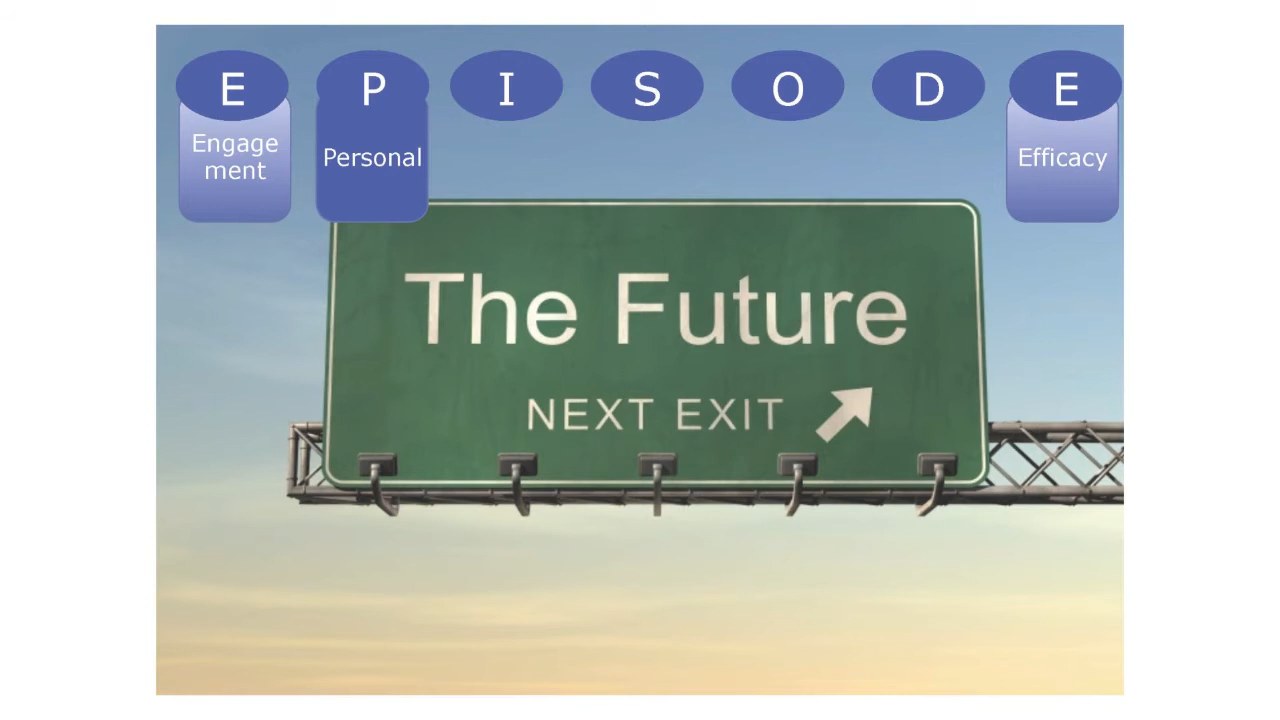 E P I S O D E
Engage
ment
Personal
Efficacy
The Future
NEXT EXIT